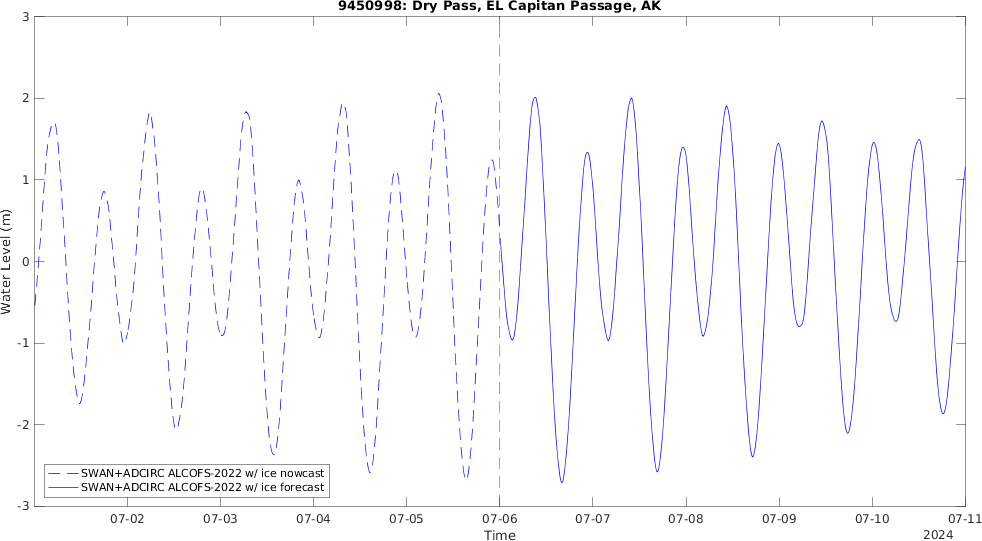 9450998: Dry Pass, EL Capitan Passage, AK
3
2
1
0
-1
-2
-3
Water Level (m)
SWAN+ADCIRC ALCOFS-2022 w/ ice nowcast
SWAN+ADCIRC ALCOFS-2022 w/ ice forecast
07-02 07-03 07-04 07-05 07-06 07-07 07-08 07-09 07-10 07-11
Time
2024